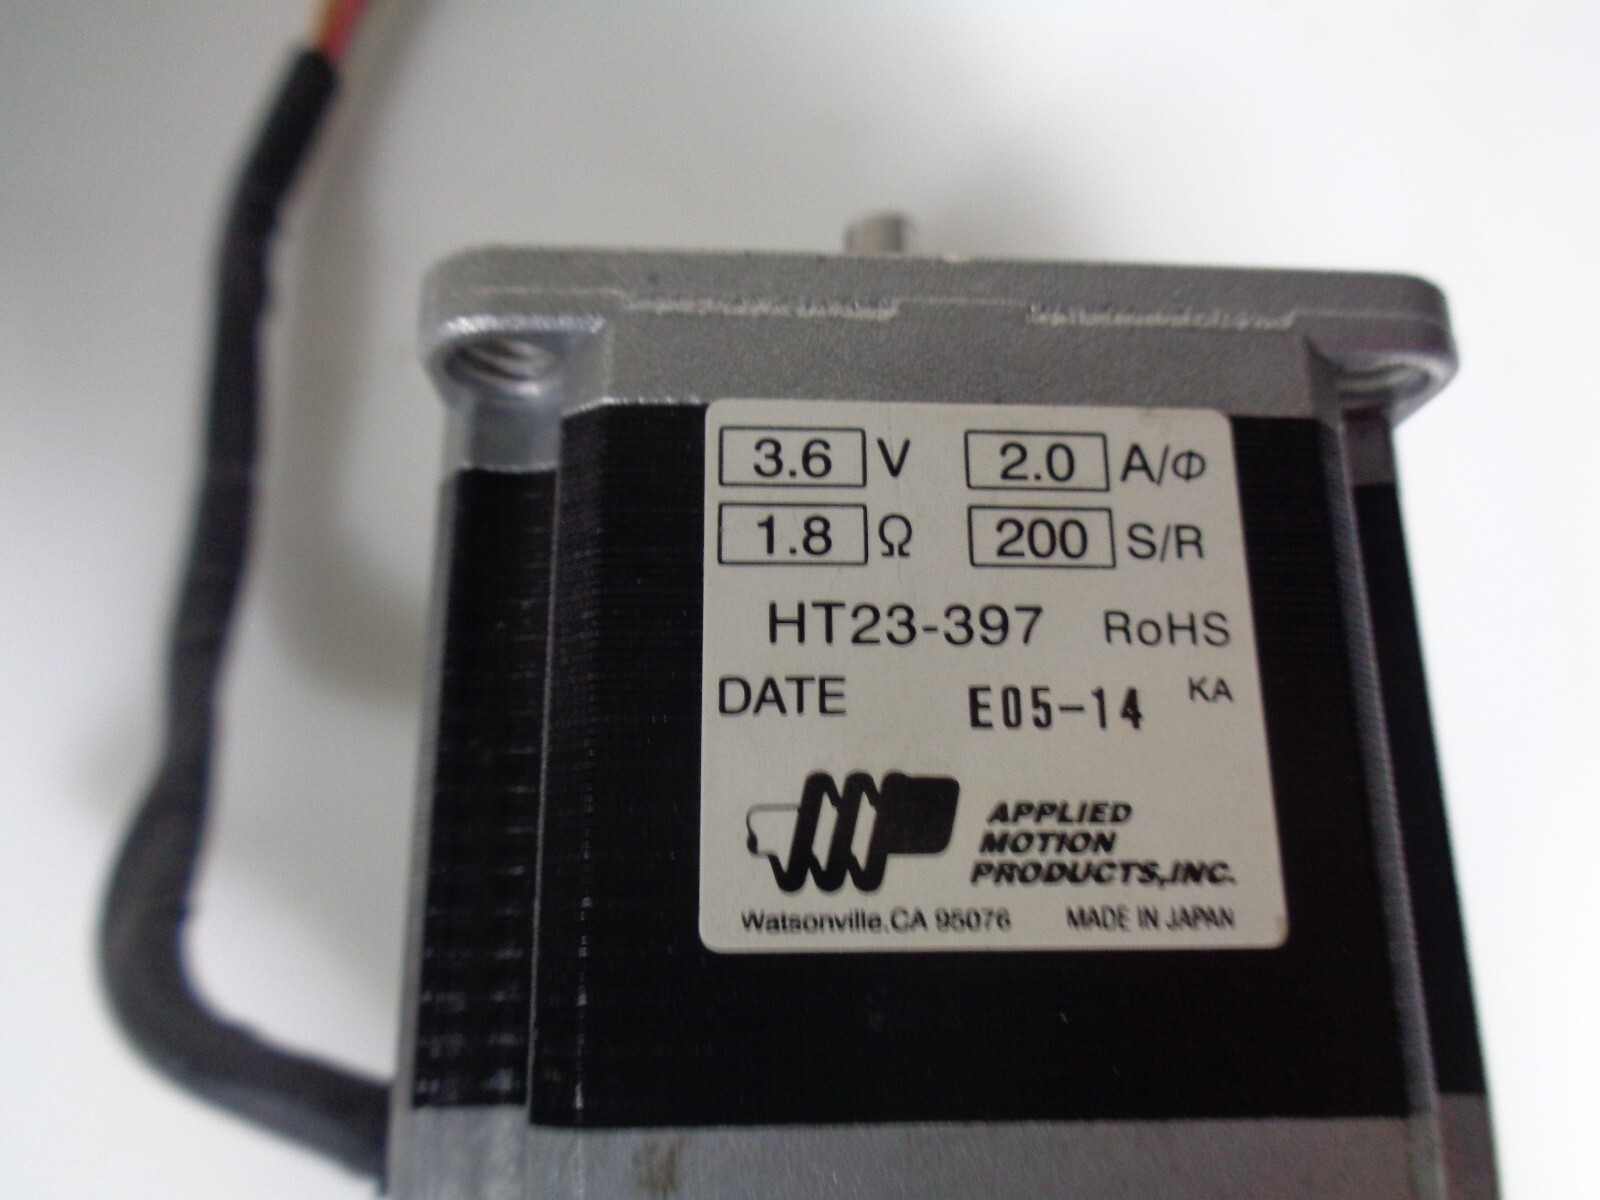 3.6 V 2.0 A/Φ
1.8 Ω 200 S/R
HT23-397 RoHS
DATE E05-14 KA
APPLIED
MOTION
PRODUCTS,INC.
Watsonville,CA 95076 MADE IN JAPAN